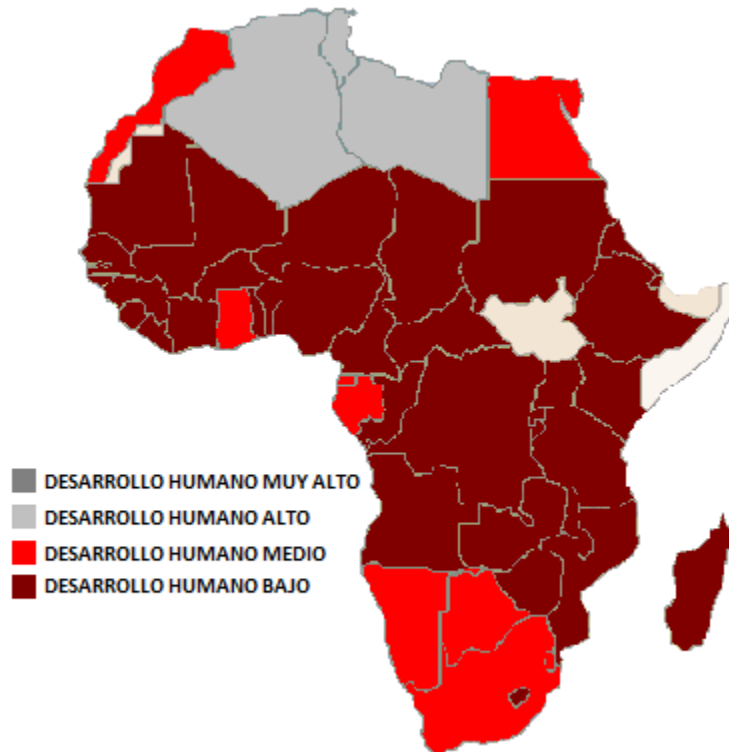 DESARROLLO HUMANO MUY ALTO
DESARROLLO HUMANO ALTO
DESARROLLO HUMANO MEDIO
DESARROLLO HUMANO BAJO